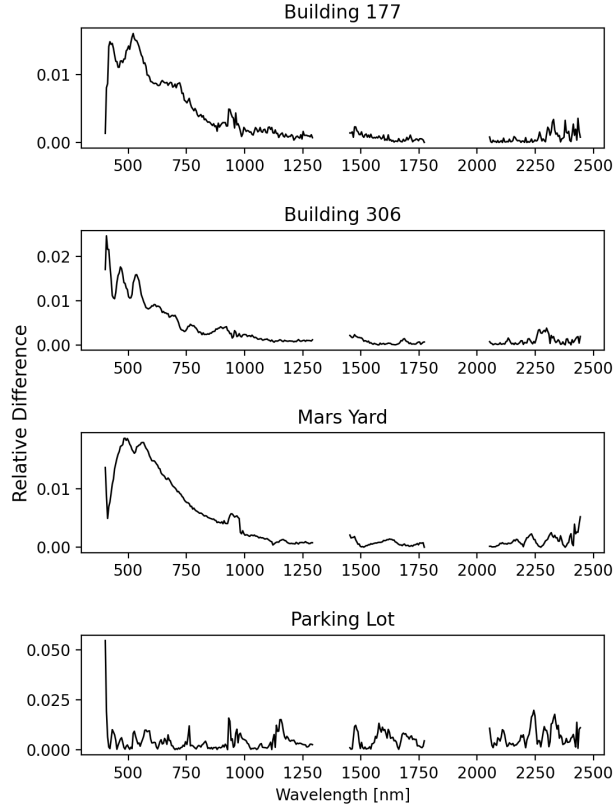 Building 177
0.01
0.00
500 750 1000 1250 1500 1750 2000 2250 2500
Building 306
0.02
0.01
0.00
500 750 1000 1250 1500 1750 2000 2250 2500
Relative Difference
Mars Yard
0.01
0.00
500 750 1000 1250 1500 1750 2000 2250 2500
Parking Lot
0.050
0.025
0.000
500 750 1000 1250 1500 1750 2000 2250 2500
Wavelength [nm]